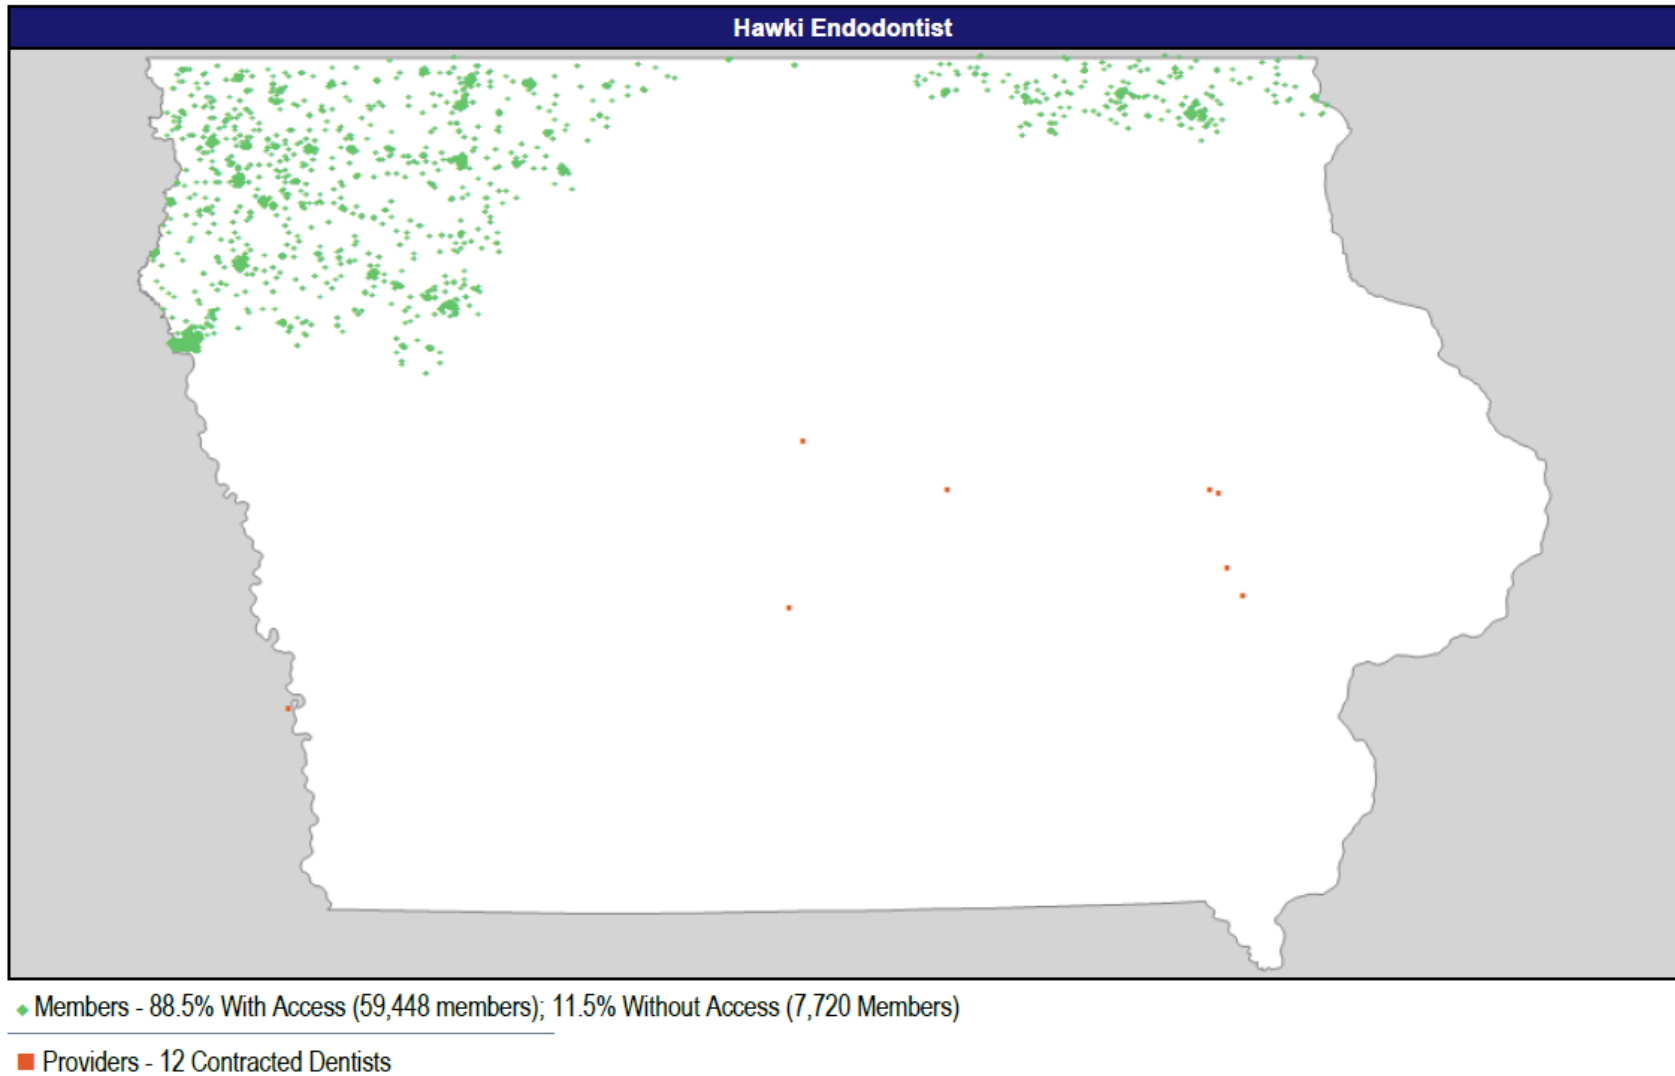 Hawki Endodontist
Members - 88.5% With Access (59,448 members); 11.5% Without Access (7,720 Members)
Providers - 12 Contracted Dentists